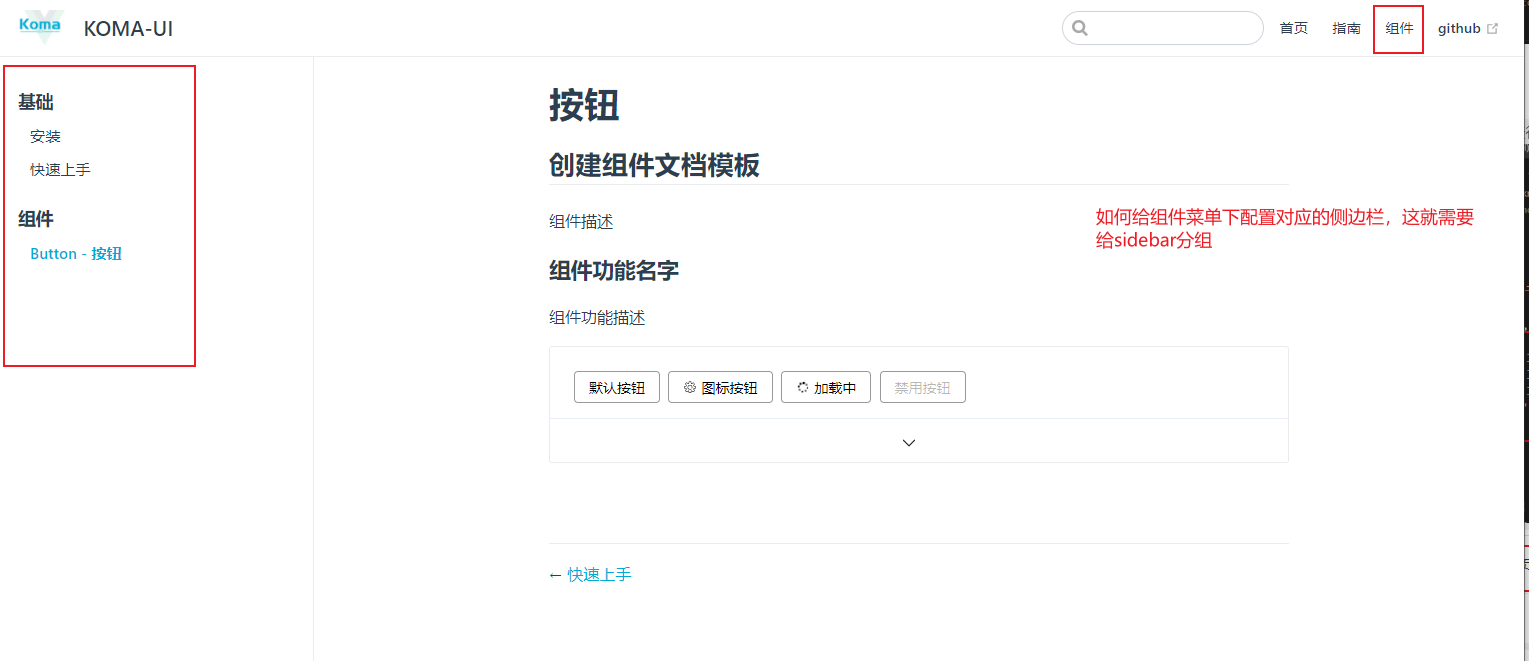 Koma
KOMA-UI
首页
指南
组件
github
基础
安装
快速上手
组件
Button - 按钮
按钮
创建组件文档模板
组件描述
如何给组件菜单下配置对应的侧边栏，这就需要
给sidebar分组
组件功能名字
组件功能描述
默认按钮
图标按钮
加载中
禁用按钮
← 快速上手